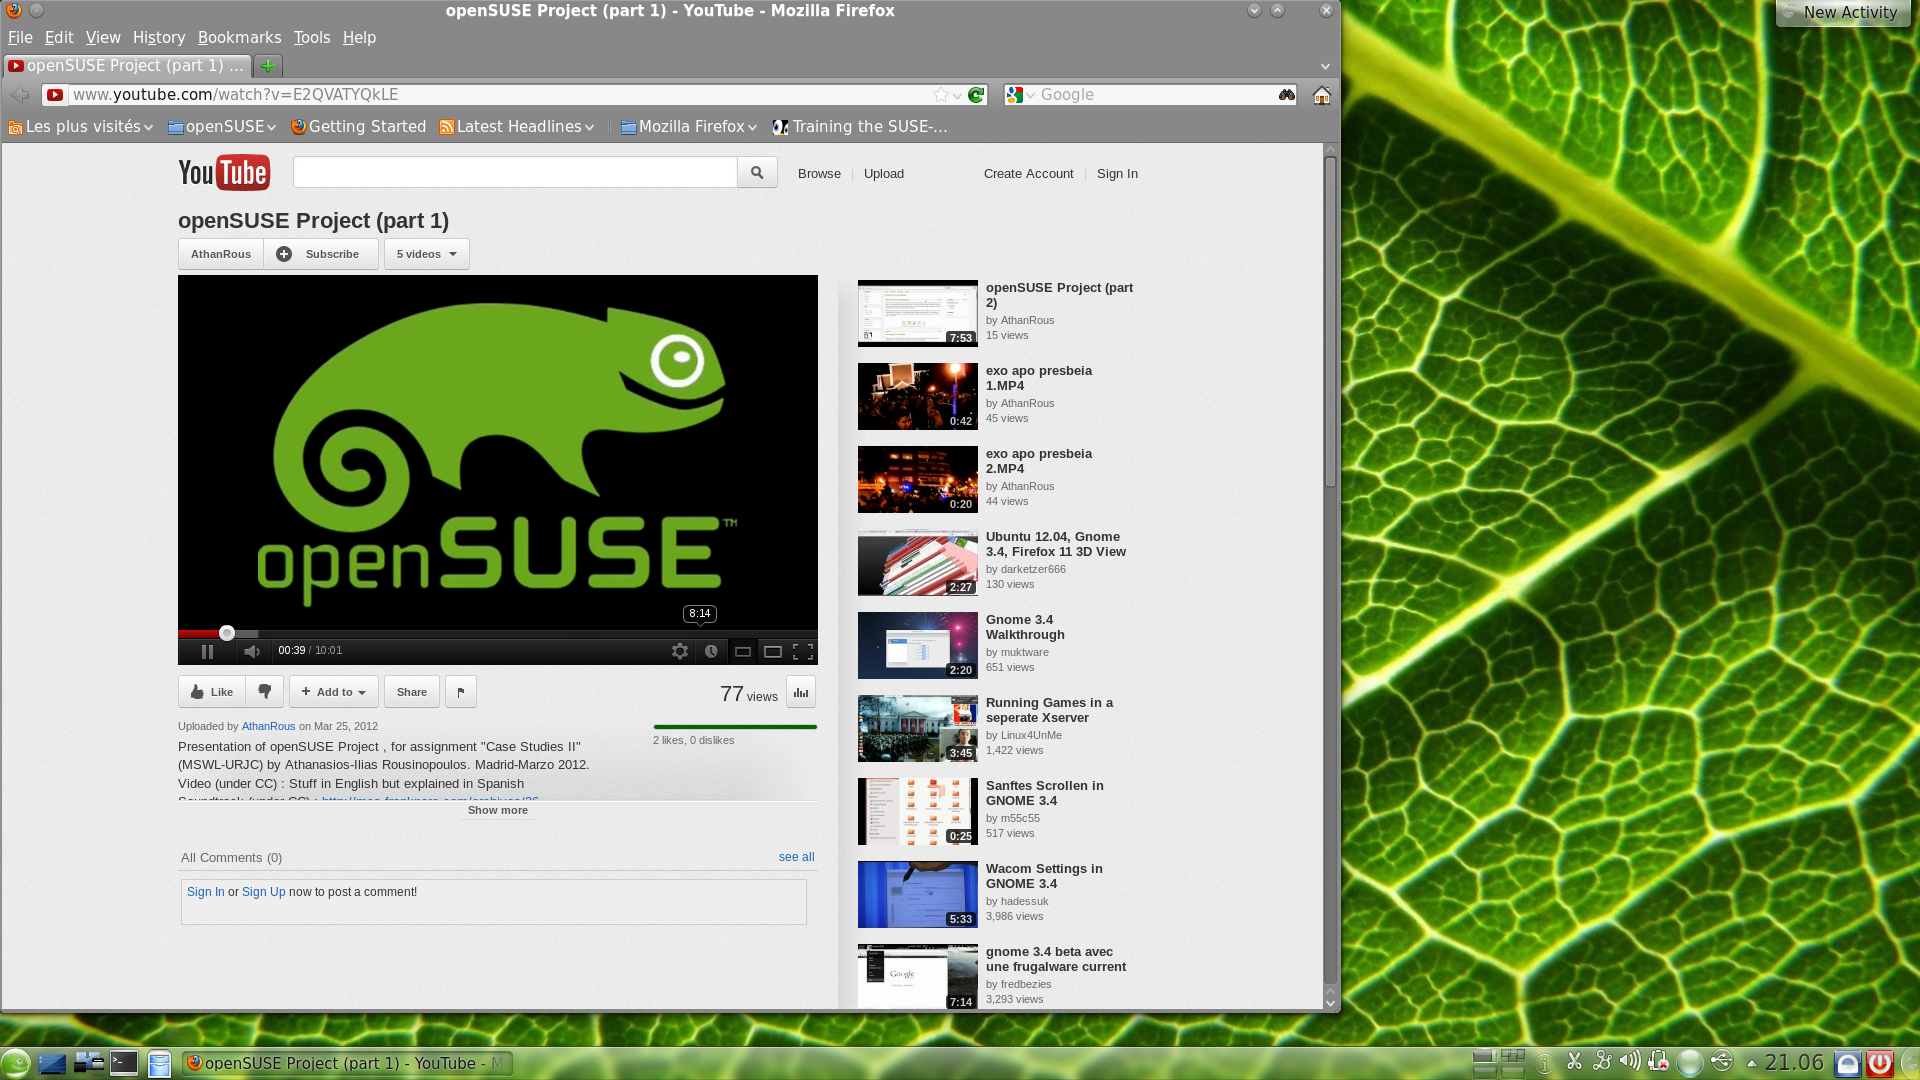 openSUSE Project (part 1) - YouTube - Mozilla Firefox
New Activity
File Edit View History Bookmarks Tools Help
openSUSE Project (part 1) ...
www.youtube.com/watch?v=E2QVATYQkLE
Google
Les plus visités openSUSE Getting Started Latest Headlines Mozilla Firefox Training the SUSE-...
YouTube
Browse | Upload
Create Account | Sign In
openSUSE Project (part 1)
AthanRous Subscribe 5 videos
openSUSE™
8:14
00:39 / 10:01
Like Add to Share
77 views
Uploaded by AthanRous on Mar 25, 2012
2 likes, 0 dislikes
Presentation of openSUSE Project , for assignment "Case Studies II"
(MSWL-URJC) by Athanasios-Ilias Rousinopoulos. Madrid-Marzo 2012.
Video (under CC) : Stuff in English but explained in Spanish
Show more
All Comments (0)
see all
Sign In or Sign Up now to post a comment!
7:53
openSUSE Project (part
2)
by AthanRous
15 views
0:42
exo apo presbeia
1.MP4
by AthanRous
45 views
0:20
exo apo presbeia
2.MP4
by AthanRous
44 views
2:27
Ubuntu 12.04, Gnome
3.4, Firefox 11 3D View
by darketzer666
130 views
2:20
Gnome 3.4
Walkthrough
by muktware
651 views
3:45
Running Games in a
seperate Xserver
by Linux4UnMe
1,422 views
0:25
Sanftes Scrollen in
GNOME 3.4
by m55c55
517 views
5:33
Wacom Settings in
GNOME 3.4
by hadessuk
3,986 views
Google
7:14
gnome 3.4 beta avec
une frugalware current
by fredbezies
3,293 views
openSUSE Project (part 1) - YouTube - M
21.06